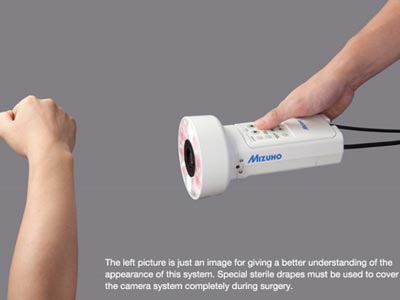 MIZUHO
The left picture is just an image for giving a better understanding of the
appearance of this system. Special sterile drapes must be used to cover
the camera system completely during surgery.